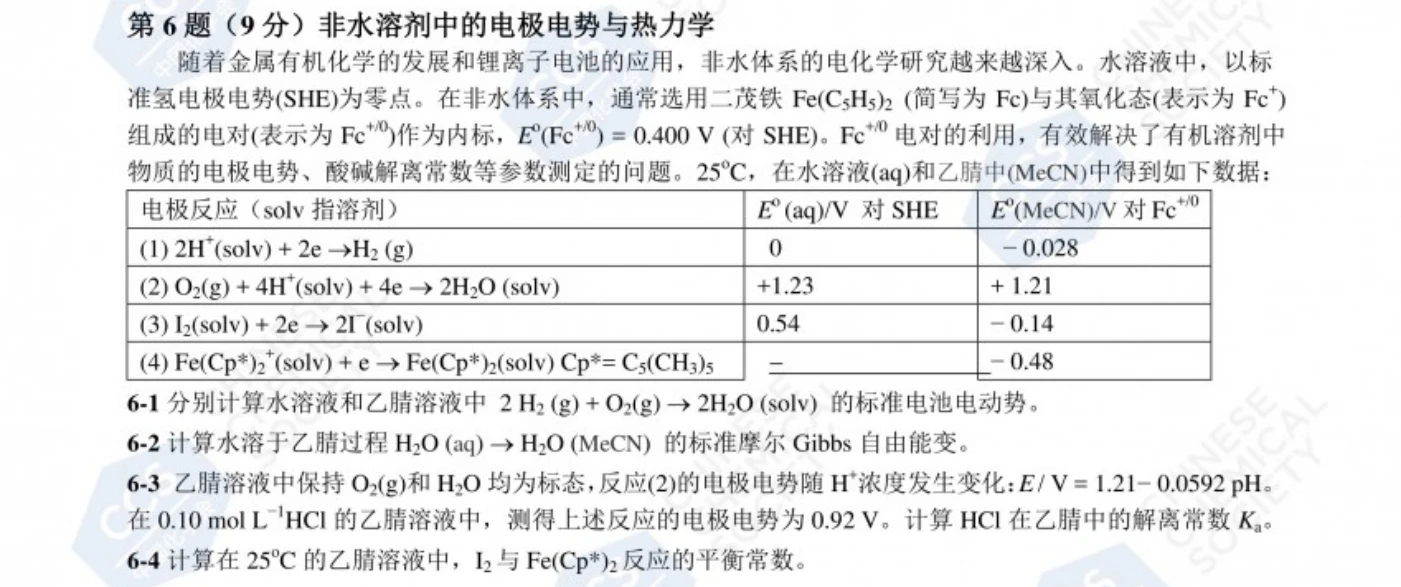 第 6 题（9 分）非水溶剂中的电极电势与热力学
随着金属有机化学的发展和锂离子电池的应用，非水体系的电化学研究越来越深入。水溶液中，以标
准氢电极电势(SHE)为零点。在非水体系中，通常选用二茂铁 Fe(C₅H₅)₂ (简写为 Fc)与其氧化态(表示为 Fc⁺)
组成的电对(表示为 Fc⁺ᐟ⁰)作为内标，Eº(Fc⁺ᐟ⁰) = 0.400 V (对 SHE)。Fc⁺ᐟ⁰ 电对的利用，有效解决了有机溶剂中
物质的电极电势、酸碱解离常数等参数测定的问题。25ºC，在水溶液(aq)和乙腈中(MeCN)中得到如下数据：
电极反应（solv 指溶剂） Eº (aq)/V 对 SHE Eº(MeCN)/V 对 Fc⁺ᐟ⁰
(1) 2H⁺(solv) + 2e →H₂ (g) 0 − 0.028
(2) O₂(g) + 4H⁺(solv) + 4e → 2H₂O (solv) +1.23 + 1.21
(3) I₂(solv) + 2e → 2I⁻(solv) 0.54 − 0.14
(4) Fe(Cp*)₂⁺(solv) + e → Fe(Cp*)₂(solv) Cp*= C₅(CH₃)₅ − − 0.48
6-1 分别计算水溶液和乙腈溶液中 2 H₂ (g) + O₂(g) → 2H₂O (solv) 的标准电池电动势。
6-2 计算水溶于乙腈过程 H₂O (aq) → H₂O (MeCN) 的标准摩尔 Gibbs 自由能变。
6-3 乙腈溶液中保持 O₂(g)和 H₂O 均为标态，反应(2)的电极电势随 H⁺浓度发生变化：E/ V = 1.21− 0.0592 pH。
在 0.10 mol L⁻¹HCl 的乙腈溶液中，测得上述反应的电极电势为 0.92 V。计算 HCl 在乙腈中的解离常数 Kₐ。
6-4 计算在 25ºC 的乙腈溶液中，I₂ 与 Fe(Cp*)₂ 反应的平衡常数。